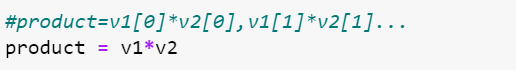 #product=v1[0]*v2[0],v1[1]*v2[1]...
product = v1*v2